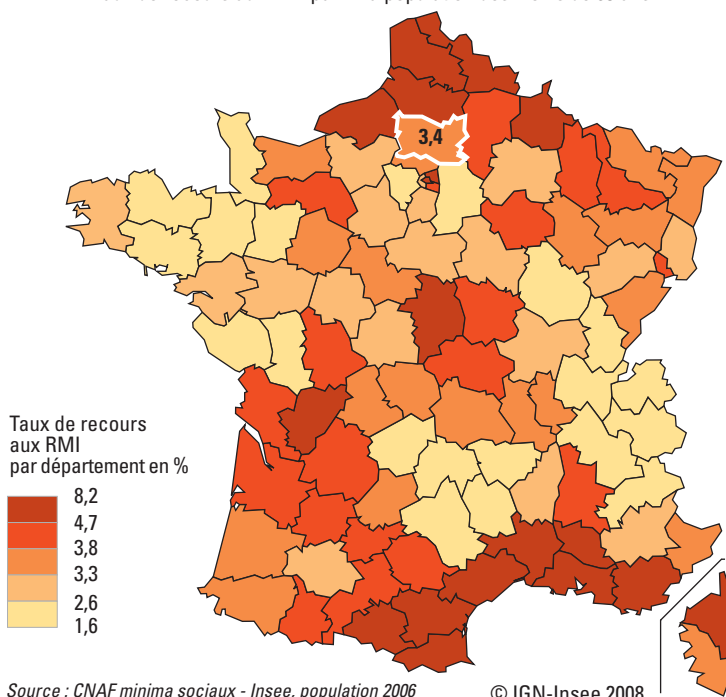 3,4
Taux de recours
aux RMI
par département en %
8,2
4,7
3,8
3,3
2,6
1,6
Source : CNAF minima sociaux - Insee, population 2006
© IGN-Insee 2008